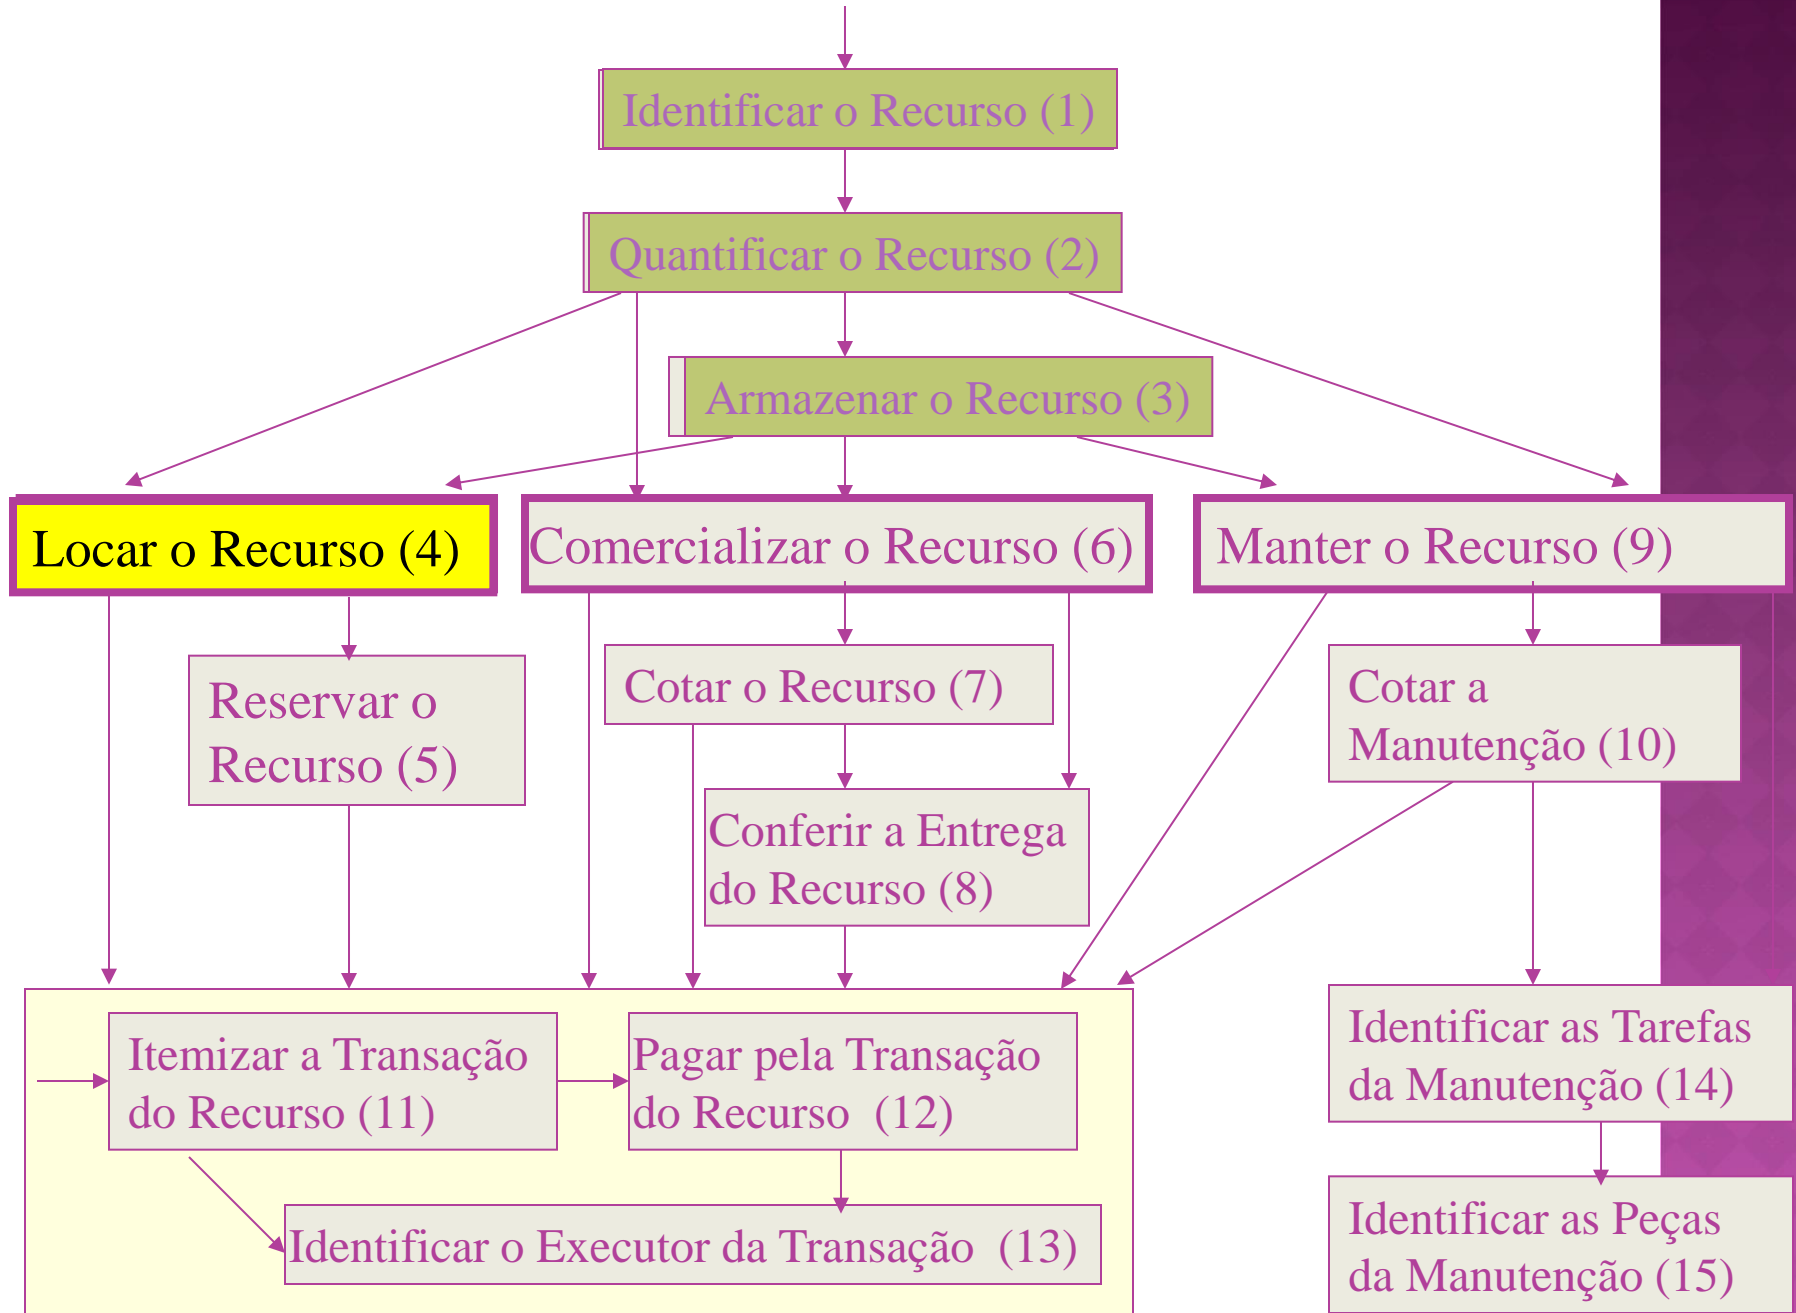 Identificar o Recurso (1)
Quantificar o Recurso (2)
Armazenar o Recurso (3)
Locar o Recurso (4)
Comercializar o Recurso (6)
Manter o Recurso (9)
Reservar o
Recurso (5)
Cotar o Recurso (7)
Cotar a
Manutenção (10)
Conferir a Entrega
do Recurso (8)
Itemizar a Transação
do Recurso (11)
Pagar pela Transação
do Recurso (12)
Identificar as Tarefas
da Manutenção (14)
Identificar o Executor da Transação (13)
Identificar as Peças
da Manutenção (15)